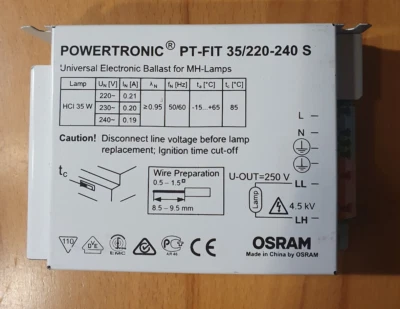 POWERTRONIC® PT-FIT 35/220-240 S
Universal Electronic Ballast for MH-Lamps
Lamp Uₙ [V] Iₙ [A] λₙ fₙ [Hz] tₐ [°C] t꜀ [°C]
HCI 35 W 220~ 0.21 ≥0.95 50/60 -15...+65 85
230~ 0.20
240~ 0.19
Caution! Disconnect line voltage before lamp
replacement; Ignition time cut-off
L
N
tc
Wire Preparation
0.5 – 1.5
8.5 – 9.5 mm
U-OUT=250 V
LL
Lamp
4.5 kV
LH
110
OSRAM
Made in China by OSRAM